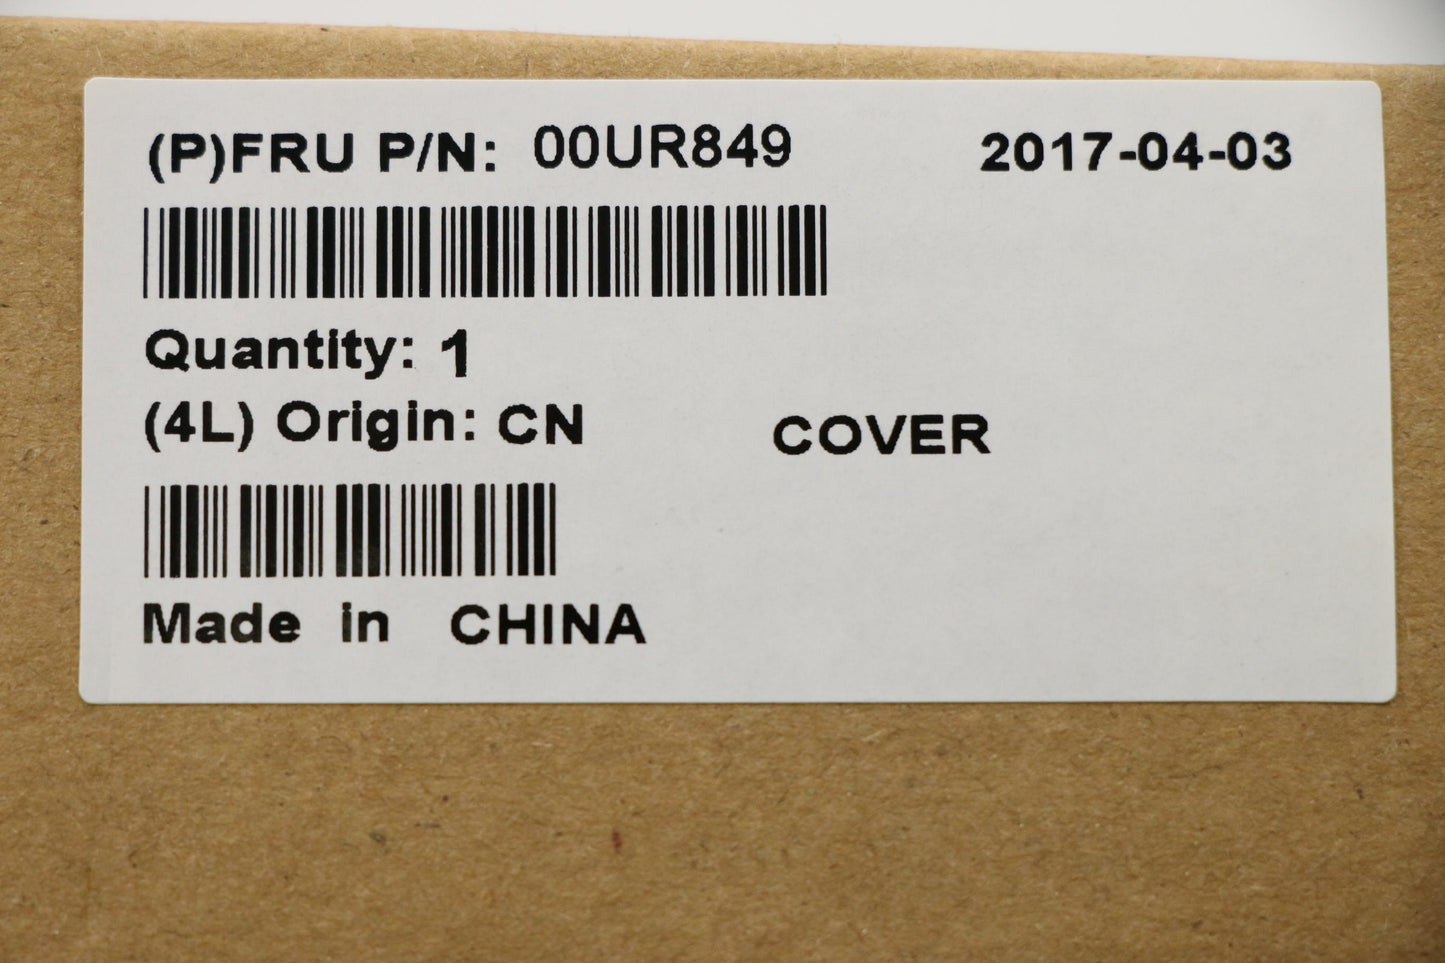 (P)FRU P/N: 00UR849 2017-04-03
Quantity: 1
(4L) Origin: CN COVER
Made in CHINA